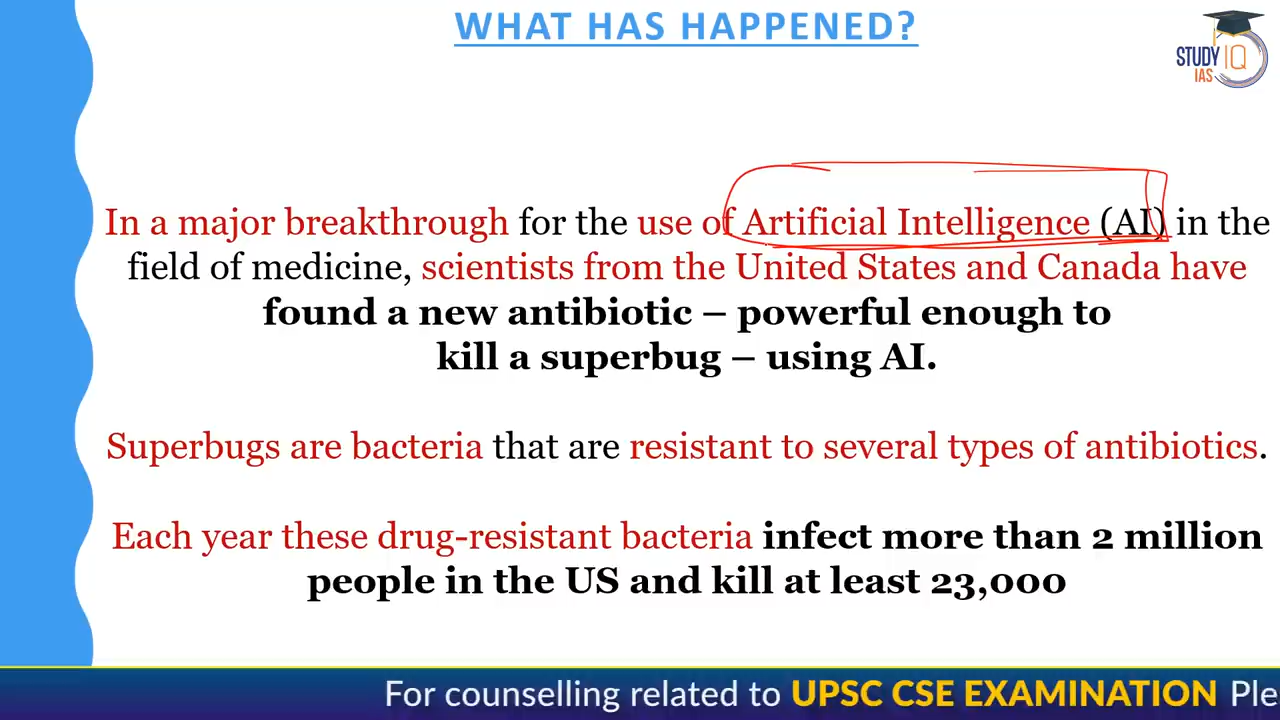 WHAT HAS HAPPENED?
STUDY IQ
IAS
In a major breakthrough for the use of Artificial Intelligence (AI) in the
field of medicine, scientists from the United States and Canada have
found a new antibiotic – powerful enough to
kill a superbug – using AI.
Superbugs are bacteria that are resistant to several types of antibiotics.
Each year these drug-resistant bacteria infect more than 2 million
people in the US and kill at least 23,000
For counselling related to UPSC CSE EXAMINATION Ple